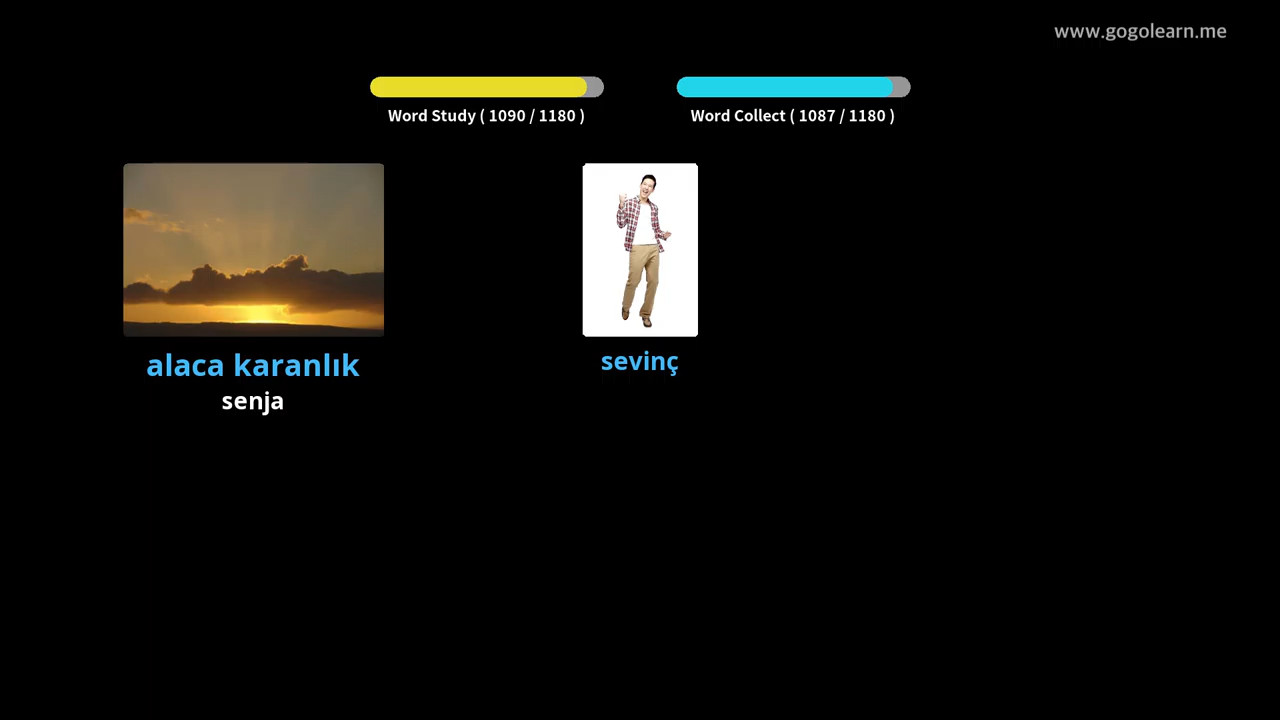 www.gogolearn.me
Word Study ( 1090 / 1180 )
Word Collect ( 1087 / 1180 )
alaca karanlık
senja
sevinç